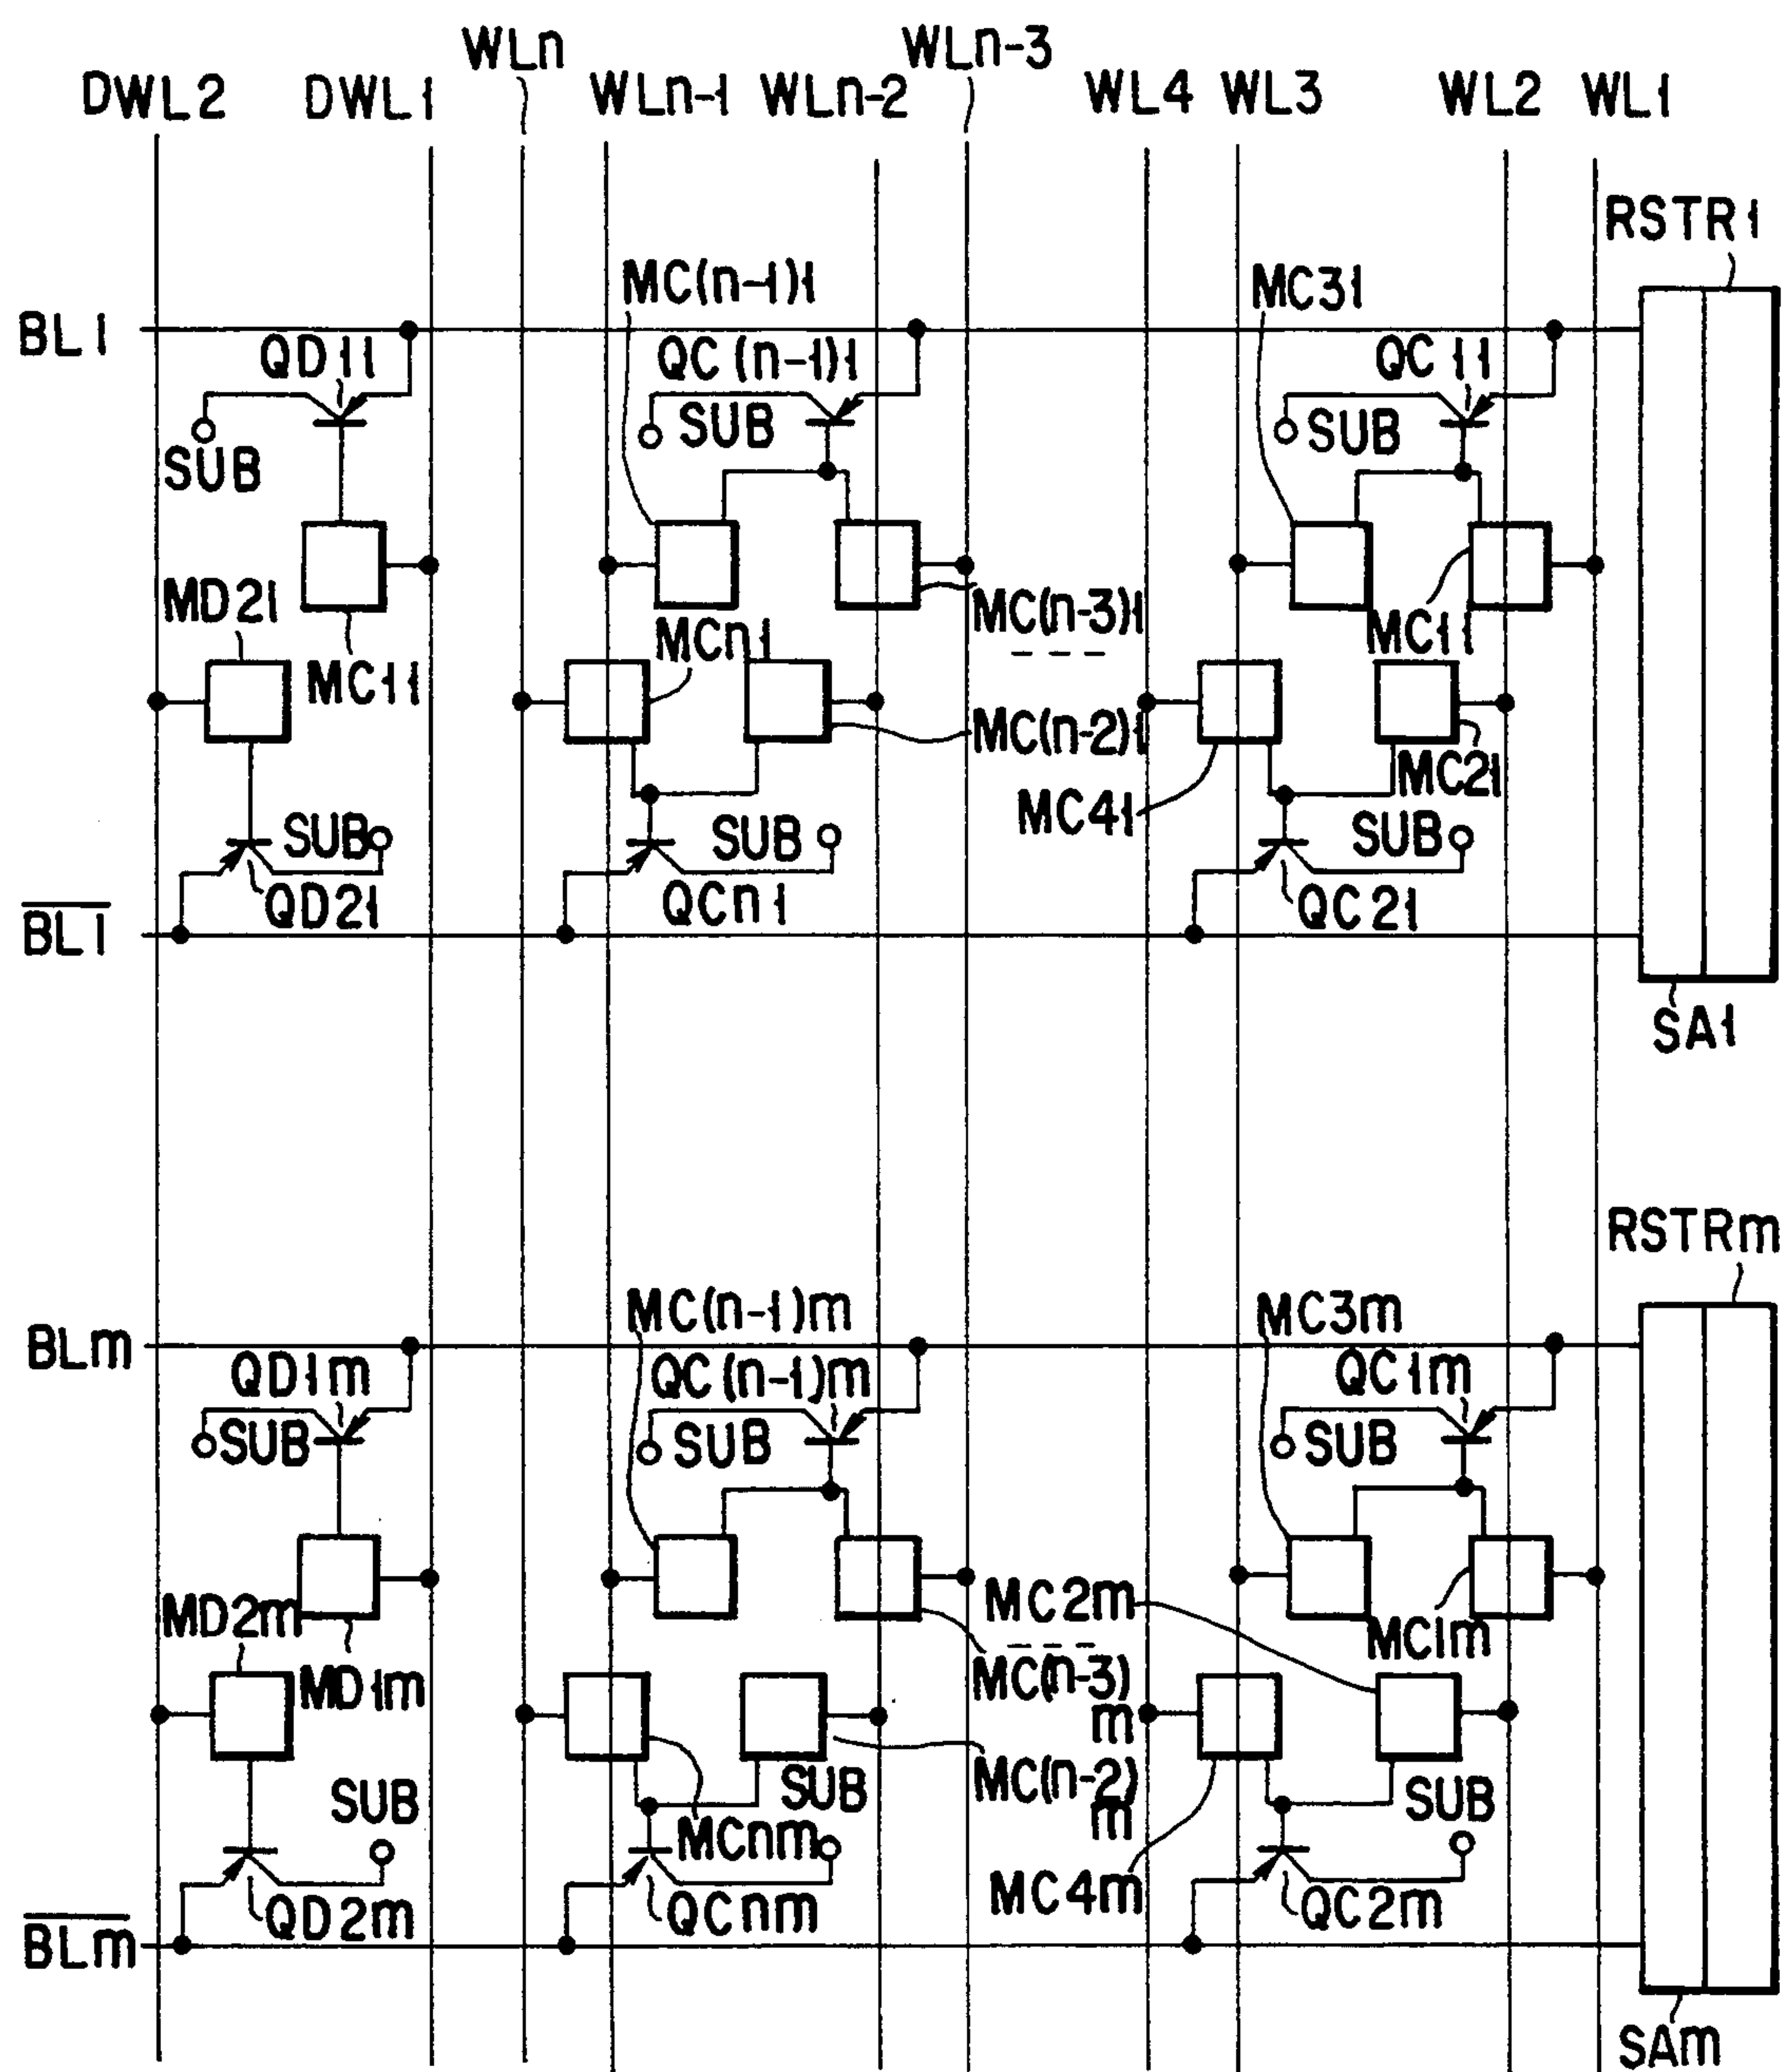 WLn
WLn-3
DWL2
DWL1
WLn-1
WLn-2
WL4
WL3
WL2
WL1
RSTR1
MC(n-1)1
MC31
BL1
QD11
QC(n-1)1
QC11
SUB
SUB
SUB
MD21
MC11
MCn1
MC(n-3)1
MC11
MC(n-2)1
MC21
MC41
SUB
SUB
SUB
QD21
QCn1
QC21
BL1
SA1
RSTRm
MC(n-1)m
MC3m
BLm
QD1m
QC(n-1)m
QC1m
SUB
SUB
SUB
MD2m
MC2m
MC1m
MD1m
MC(n-3)
m
MC(n-2)
m
SUB
SUB
SUB
MCnm
MC4m
QD2m
QCnm
QC2m
BLm
SAm